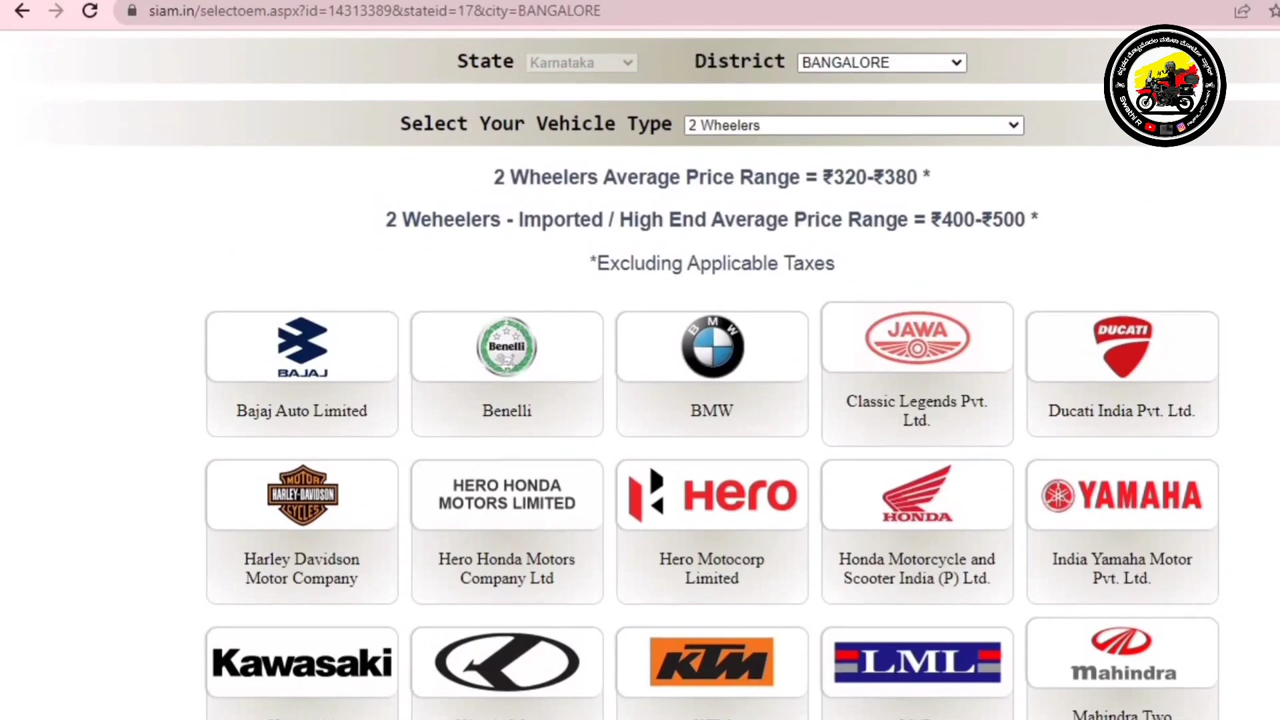 siam.in/selectoem.aspx?id=14313389&stateid=17&city=BANGALORE
State Karnataka District BANGALORE
Select Your Vehicle Type 2 Wheelers
2 Wheelers Average Price Range = ₹320-₹380 *
2 Weheelers - Imported / High End Average Price Range = ₹400-₹500 *
*Excluding Applicable Taxes
BAJAJ
Benelli
BMW
JAWA
DUCATI
Bajaj Auto Limited
Benelli
BMW
Classic Legends Pvt.
Ltd.
Ducati India Pvt. Ltd.
MOTOR
HARLEY-DAVIDSON
CYCLES
HERO HONDA
MOTORS LIMITED
Hero
HONDA
YAMAHA
Harley Davidson
Motor Company
Hero Honda Motors
Company Ltd
Hero Motocorp
Limited
Honda Motorcycle and
Scooter India (P) Ltd.
India Yamaha Motor
Pvt. Ltd.
Kawasaki
KTM
LML
Mahindra
Mahindra Two
Swathi R